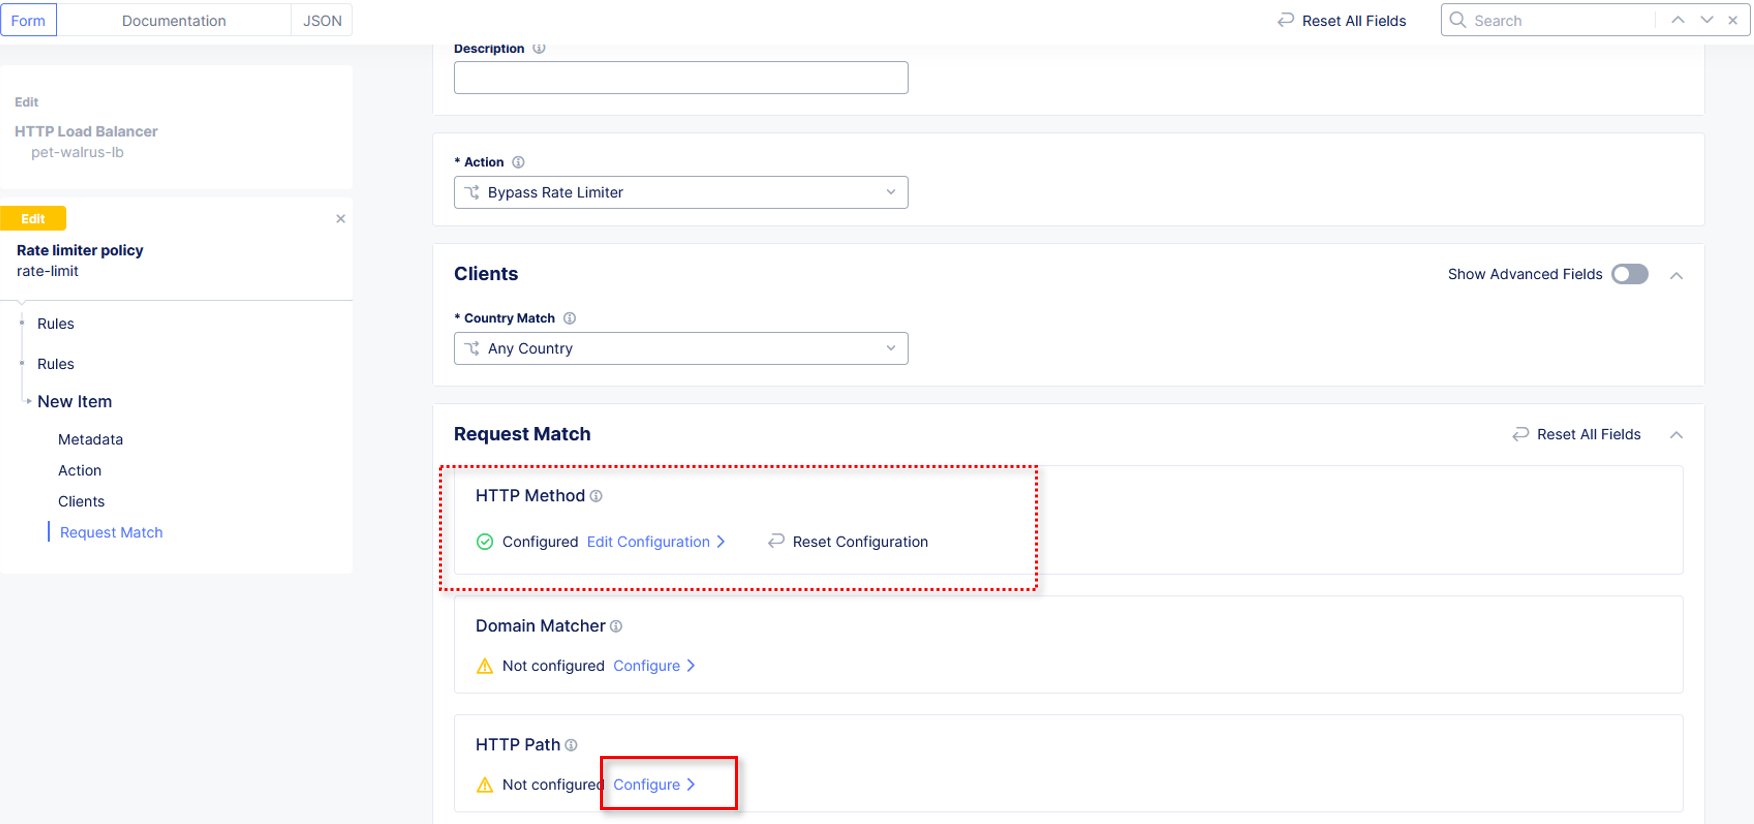 Form
Documentation
JSON
Reset All Fields
Search
Edit
HTTP Load Balancer
pet-walrus-lb
Edit
Rate limiter policy
rate-limit
Rules
Rules
New Item
Metadata
Action
Clients
Request Match
Description
* Action
Bypass Rate Limiter
Clients
Show Advanced Fields
* Country Match
Any Country
Request Match
Reset All Fields
HTTP Method
Configured Edit Configuration Reset Configuration
Domain Matcher
Not configured Configure
HTTP Path
Not configured Configure